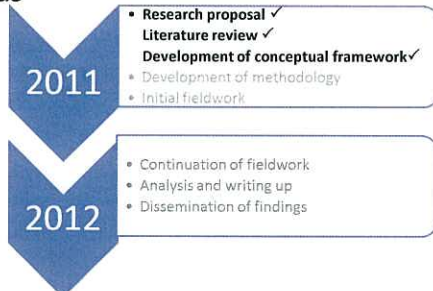 2011
• Research proposal ✓
Literature review ✓
Development of conceptual framework✓
• Development of methodology
• Initial fieldwork
2012
• Continuation of fieldwork
• Analysis and writing up
• Dissemination of findings